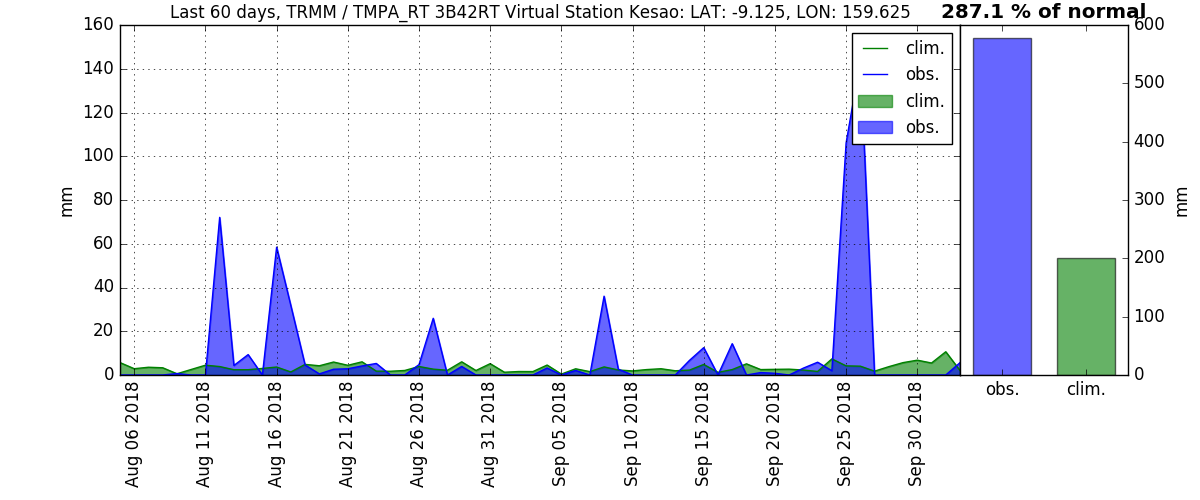 Last 60 days, TRMM / TMPA_RT 3B42RT Virtual Station Kesao: LAT: -9.125, LON: 159.625
287.1 % of normal
160
140
120
100
80
60
40
20
0
mm
clim.
obs.
clim.
obs.
600
500
400
300
200
100
0
mm
Aug 06 2018
Aug 11 2018
Aug 16 2018
Aug 21 2018
Aug 26 2018
Aug 31 2018
Sep 05 2018
Sep 10 2018
Sep 15 2018
Sep 20 2018
Sep 25 2018
Sep 30 2018
obs.
clim.